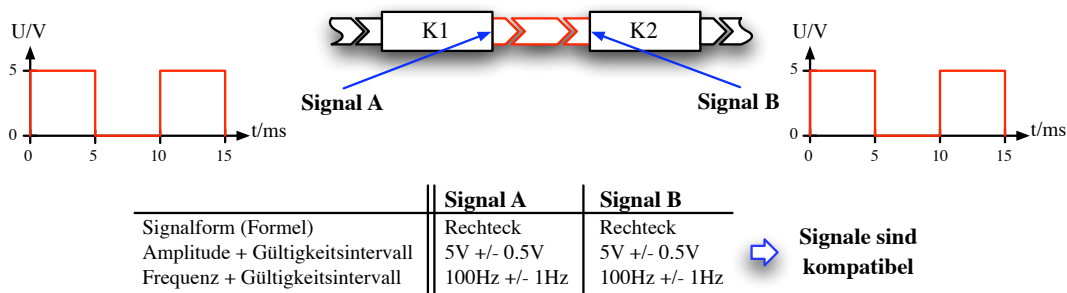 K1
K2
U/V
5
0
0
5
10
15
t/ms
Signal A
Signal B
U/V
5
0
0
5
10
15
t/ms
Signal A
Signal B
Signalform (Formel)
Rechteck
Rechteck
Amplitude + Gültigkeitsintervall
5V +/- 0.5V
5V +/- 0.5V
Frequenz + Gültigkeitsintervall
100Hz +/- 1Hz
100Hz +/- 1Hz
Signale sind
kompatibel